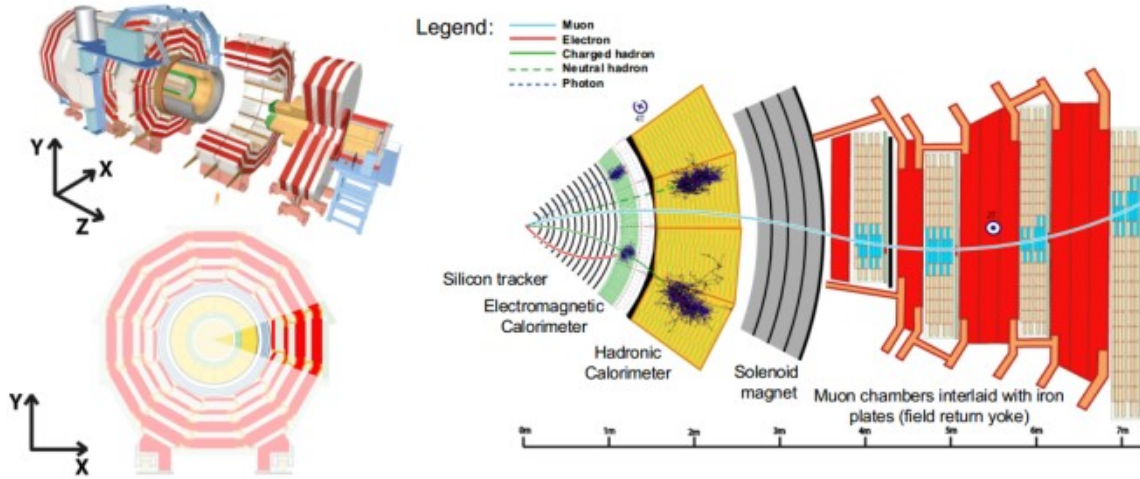 Legend:
Muon
Electron
Charged hadron
Neutral hadron
Photon
Y
X
Z
Silicon tracker
Electromagnetic
Calorimeter
Hadronic
Calorimeter
Solenoid
magnet
Muon chambers interlaid with iron
plates (field return yoke)
Y
X
0m
1m
2m
3m
4m
5m
6m
7m